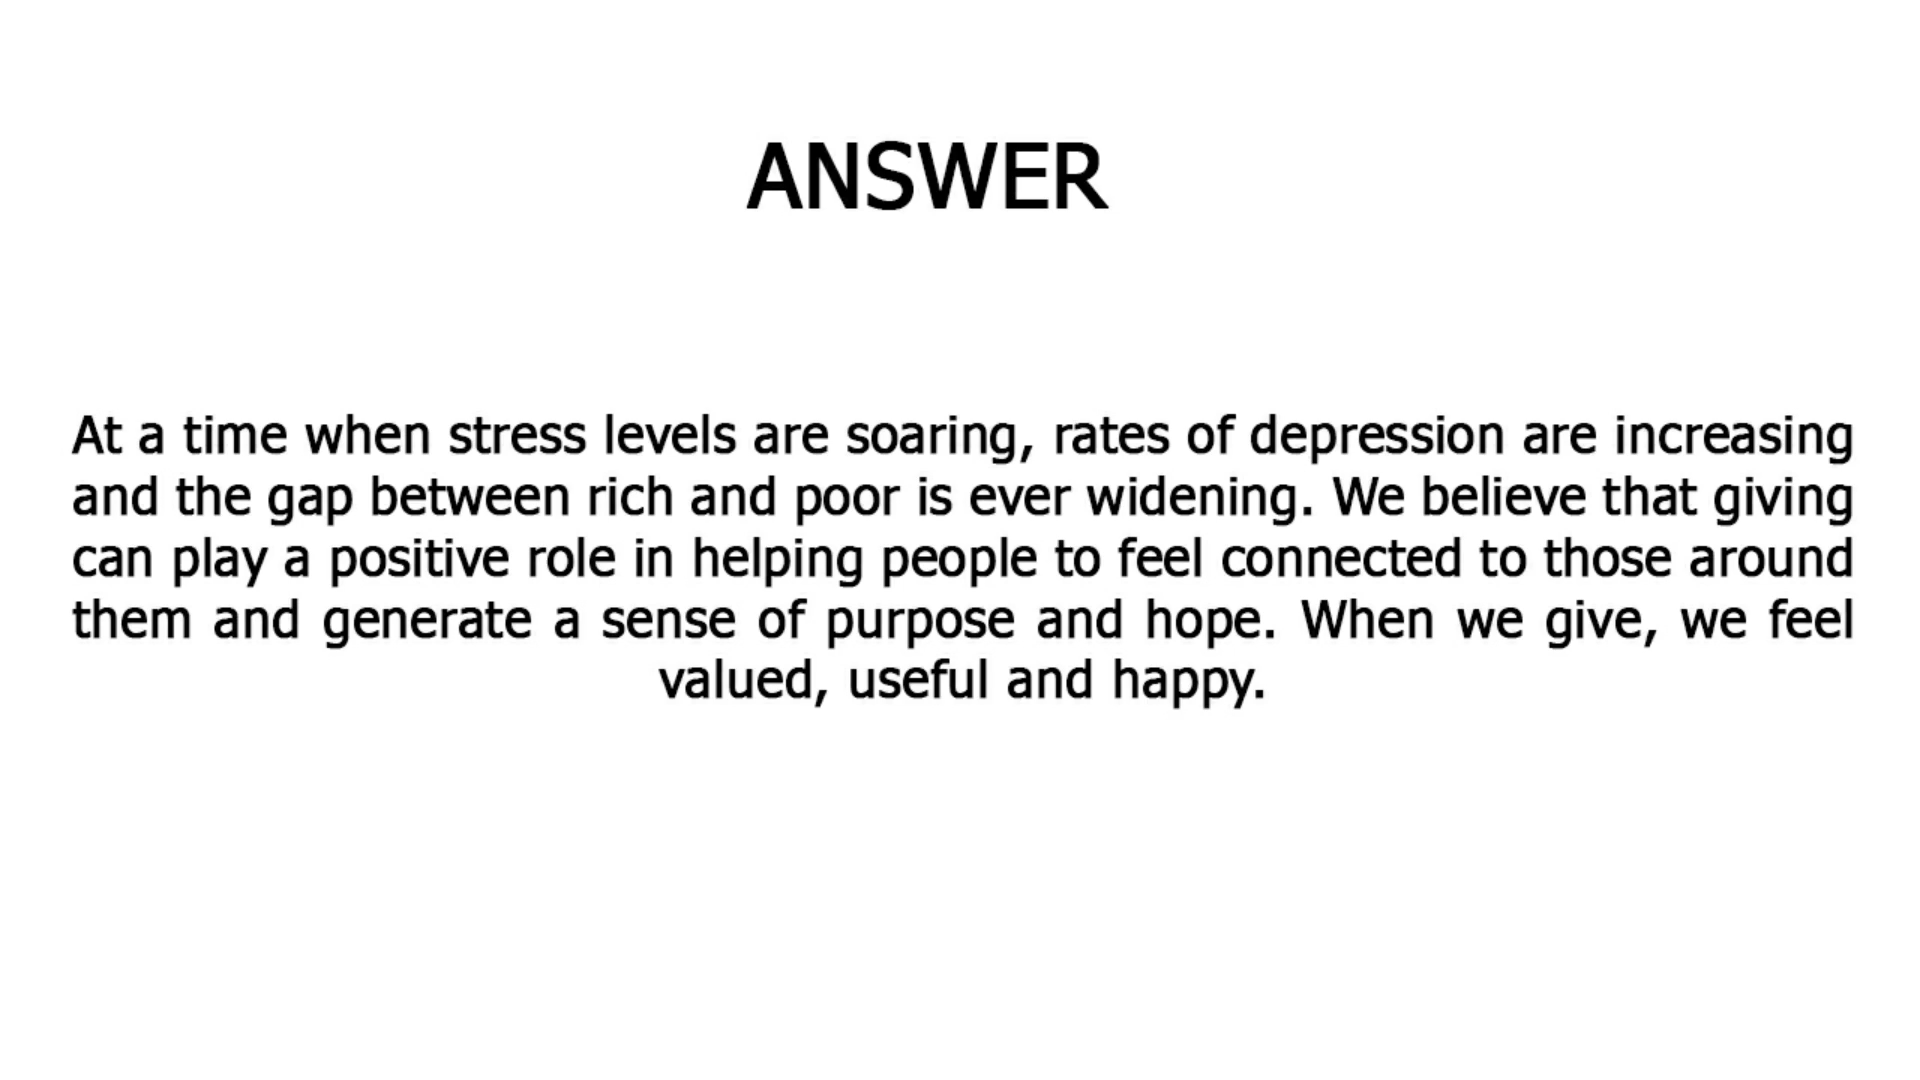 ANSWER
At a time when stress levels are soaring, rates of depression are increasing
and the gap between rich and poor is ever widening. We believe that giving
can play a positive role in helping people to feel connected to those around
them and generate a sense of purpose and hope. When we give, we feel
valued, useful and happy.